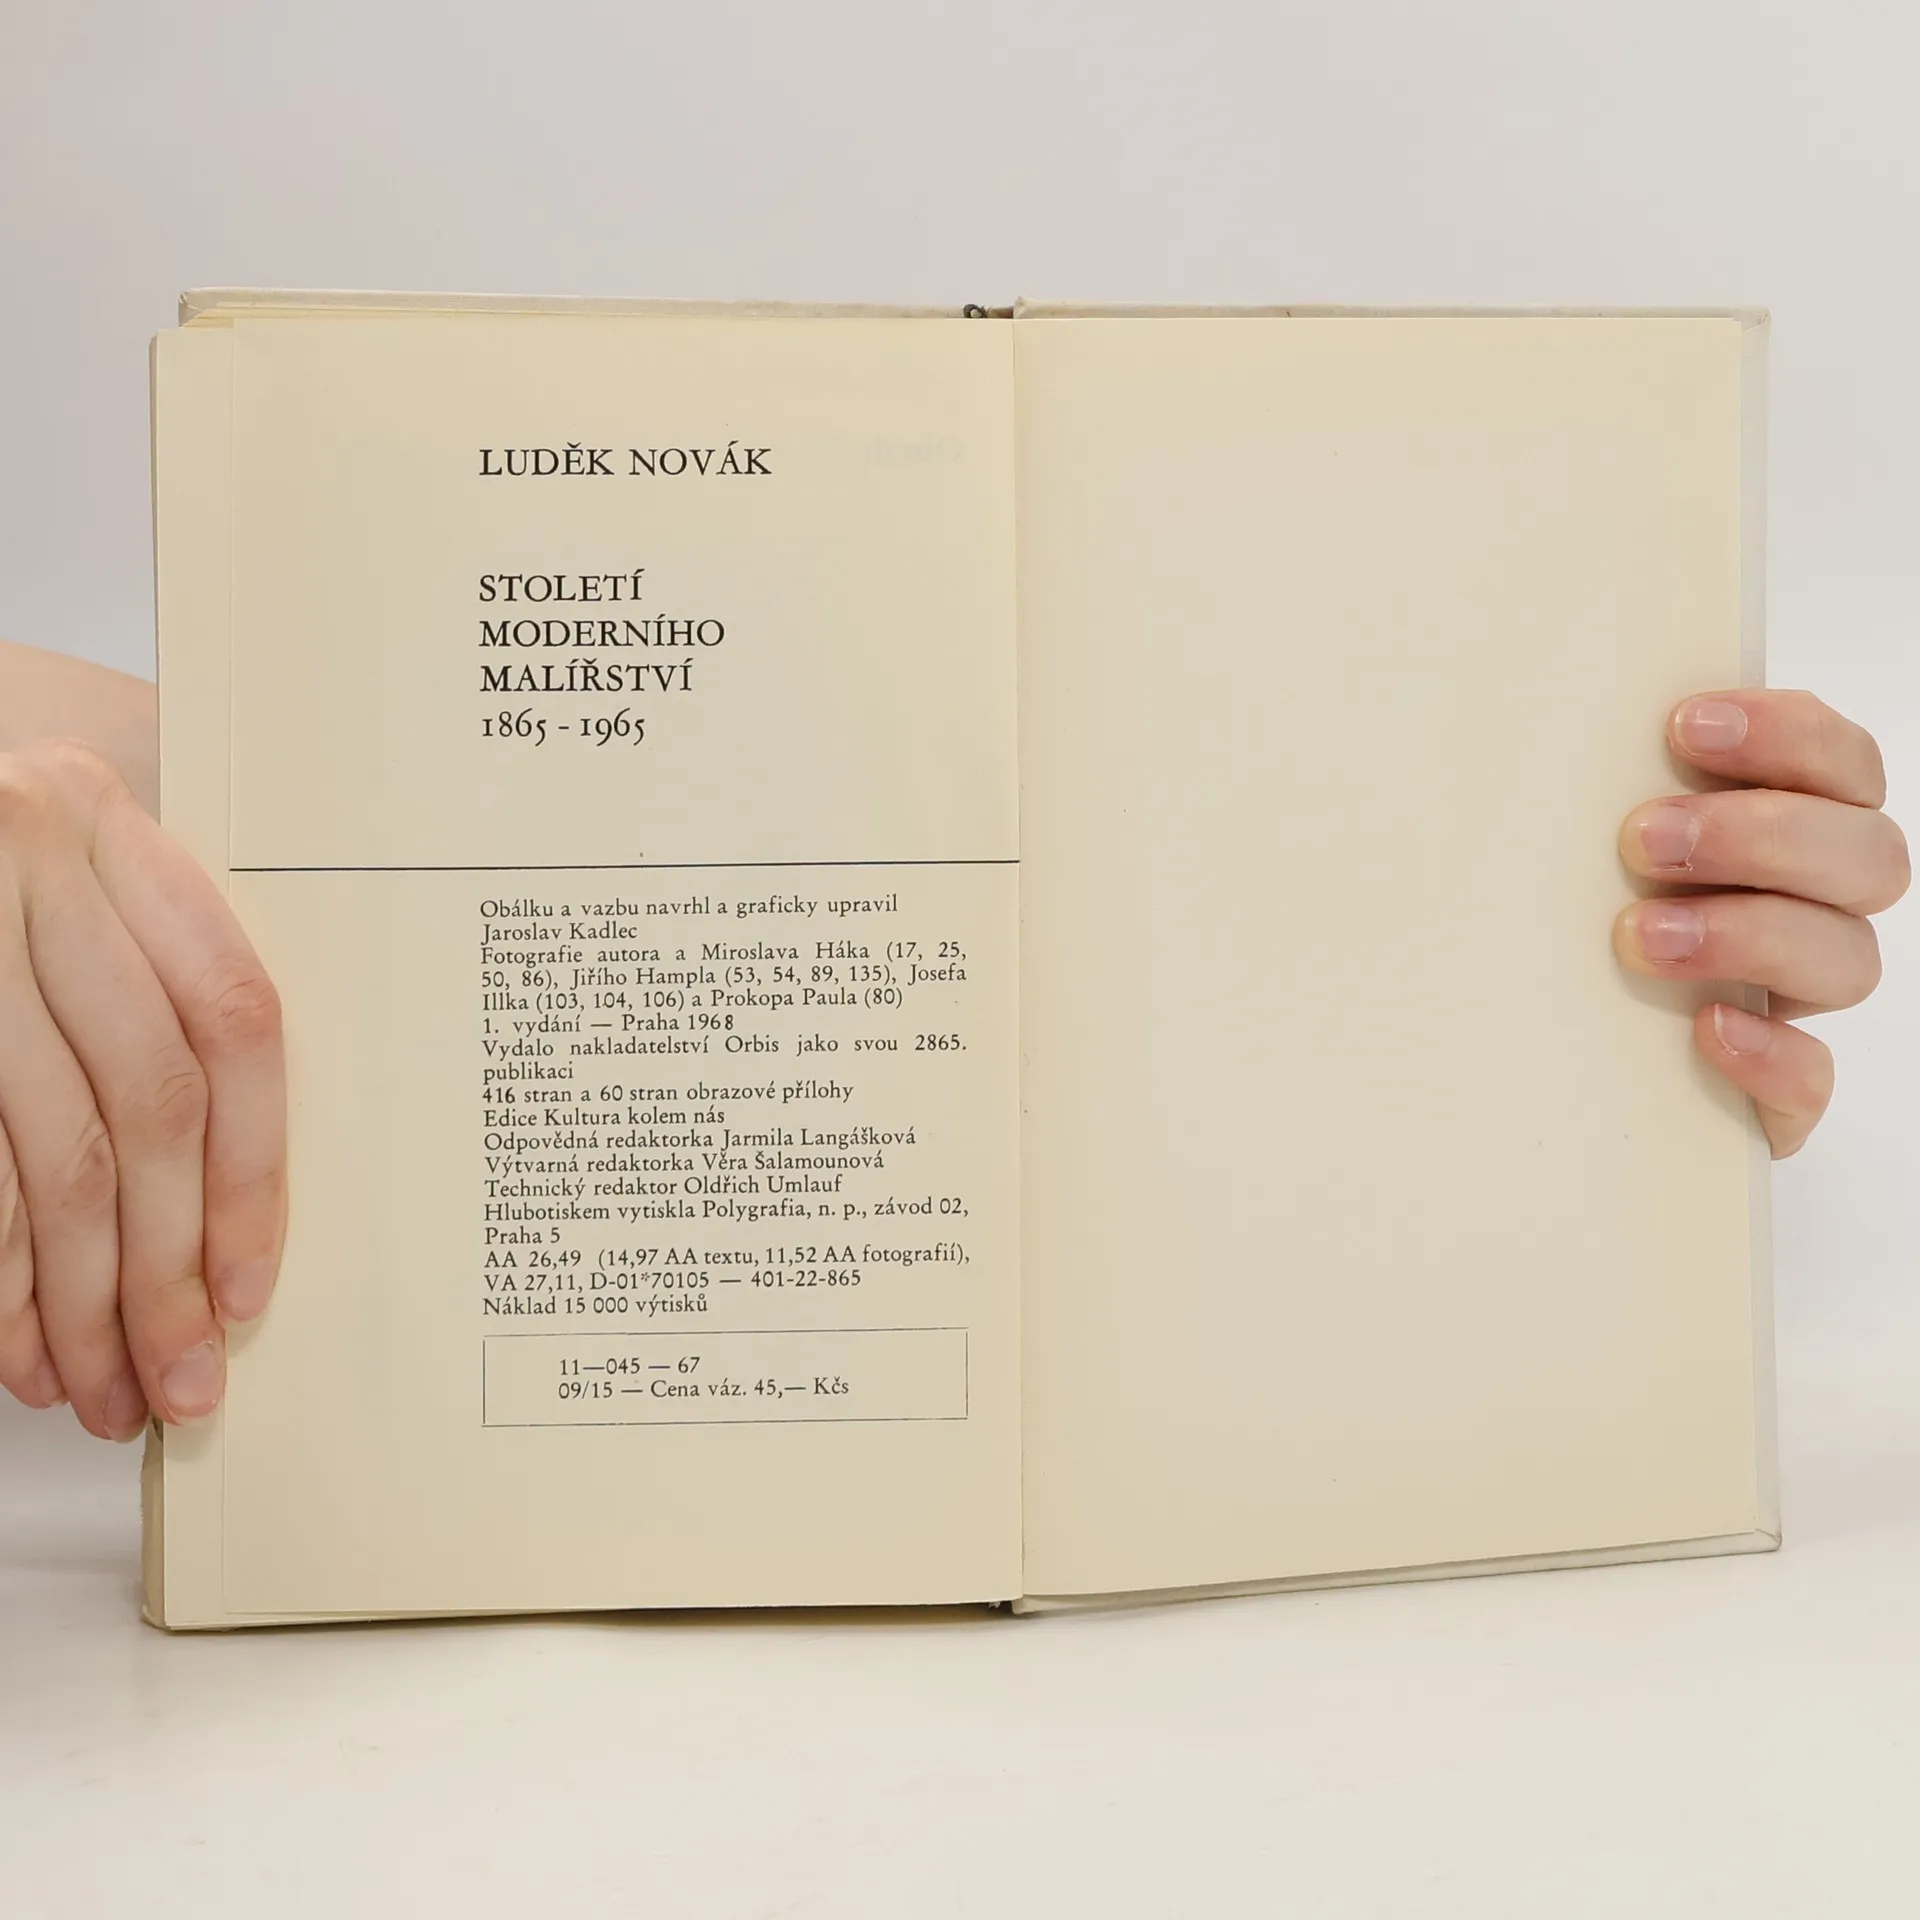 LUDĚK NOVÁK
STOLETÍ
MODERNÍHO
MALÍŘSTVÍ
1865 - 1965
Obálku a vazbu navrhl a graficky upravil
Jaroslav Kadlec
Fotografie autora a Miroslava Háka (17, 25,
50, 86), Jiřího Hampla (53, 54, 89, 135), Josefa
Illka (103, 104, 106) a Prokopa Paula (80)
1. vydání — Praha 1968
Vydalo nakladatelství Orbis jako svou 2865.
publikaci
416 stran a 60 stran obrazové přílohy
Edice Kultura kolem nás
Odpovědná redaktorka Jarmila Langášková
Výtvarná redaktorka Věra Šalamounová
Technický redaktor Oldřich Umlauf
Hlubotiskem vytiskla Polygrafia, n. p., závod 02,
Praha 5
AA 26,49 (14,97 AA textu, 11,52 AA fotografií),
VA 27,11, D-01*70105 — 401-22-865
Náklad 15 000 výtisků
11—045 — 67
09/15 — Cena váz. 45,— Kčs